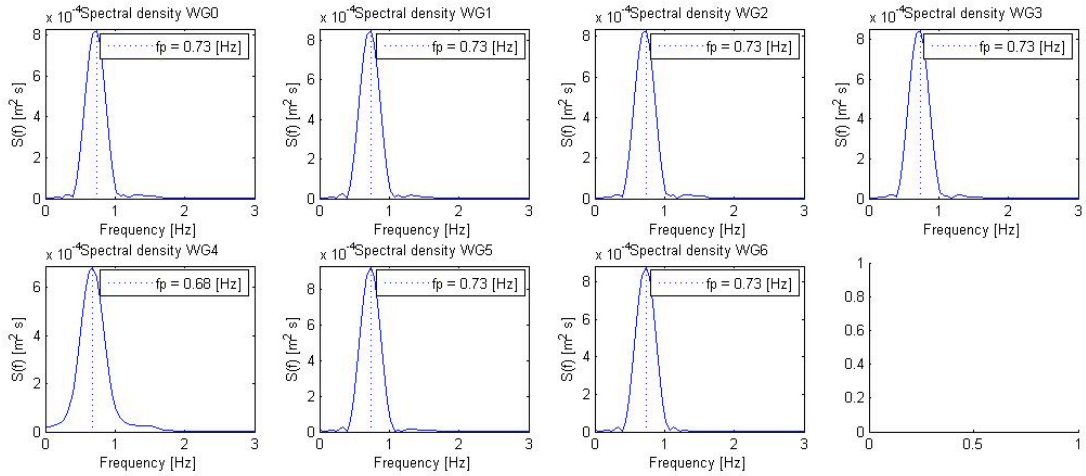 x 10⁻⁴ Spectral density WG0
8
6
4
2
0
S(f) [m² s]
fp = 0.73 [Hz]
0 1 2 3
Frequency [Hz]
x 10⁻⁴ Spectral density WG1
8
6
4
2
0
S(f) [m² s]
fp = 0.73 [Hz]
0 1 2 3
Frequency [Hz]
x 10⁻⁴ Spectral density WG2
8
6
4
2
0
S(f) [m² s]
fp = 0.73 [Hz]
0 1 2 3
Frequency [Hz]
x 10⁻⁴ Spectral density WG3
8
6
4
2
0
S(f) [m² s]
fp = 0.73 [Hz]
0 1 2 3
Frequency [Hz]
x 10⁻⁴ Spectral density WG4
6
4
2
0
S(f) [m² s]
fp = 0.68 [Hz]
0 1 2 3
Frequency [Hz]
x 10⁻⁴ Spectral density WG5
8
6
4
2
0
S(f) [m² s]
fp = 0.73 [Hz]
0 1 2 3
Frequency [Hz]
x 10⁻⁴ Spectral density WG6
8
6
4
2
0
S(f) [m² s]
fp = 0.73 [Hz]
0 1 2 3
Frequency [Hz]
1
0.8
0.6
0.4
0.2
0
0 0.5 1